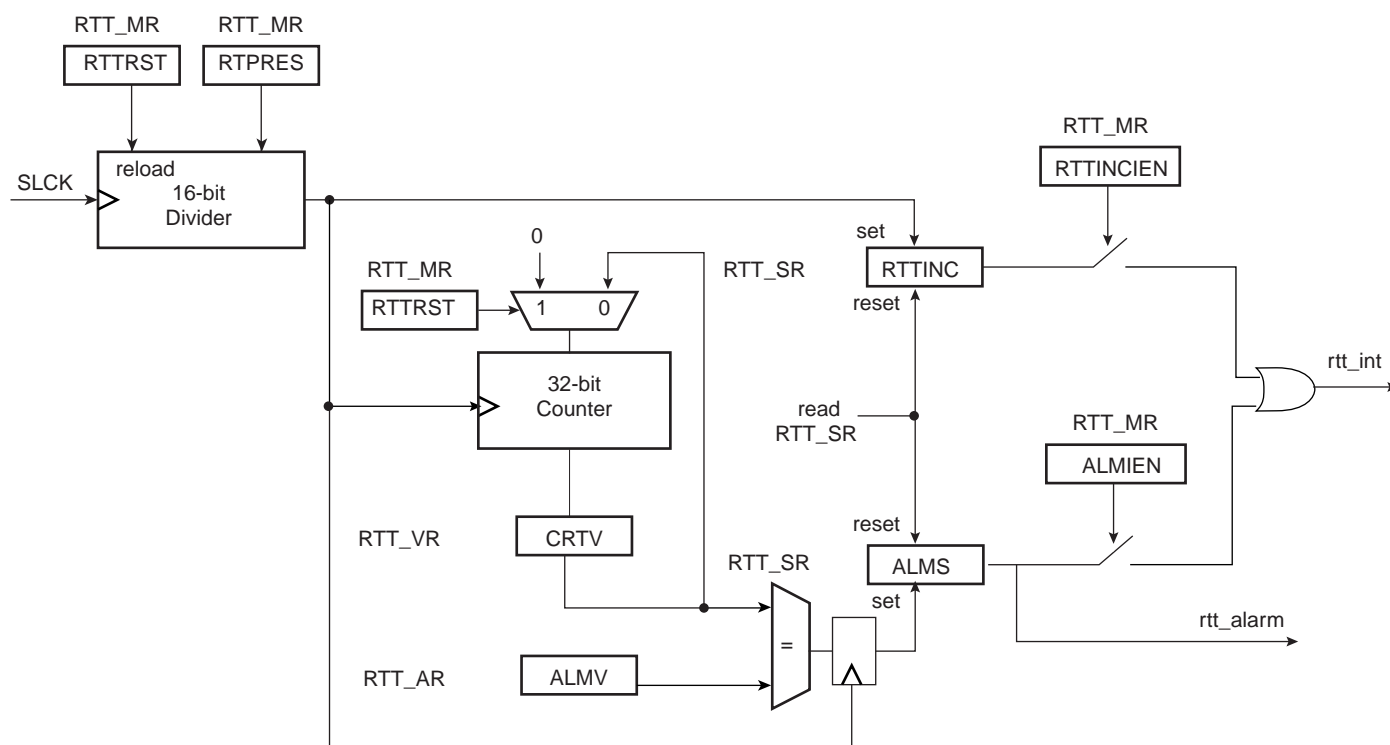 RTT_MR
RTT_MR
RTTRST
RTPRES
RTT_MR
reload
RTTINCIEN
SLCK
16-bit
Divider
set
0
RTT_MR
RTT_SR
RTTINC
RTTRST
1
0
reset
rtt_int
32-bit
Counter
read
RTT_SR
RTT_MR
ALMIEN
reset
RTT_VR
CRTV
RTT_SR
ALMS
set
rtt_alarm
=
RTT_AR
ALMV